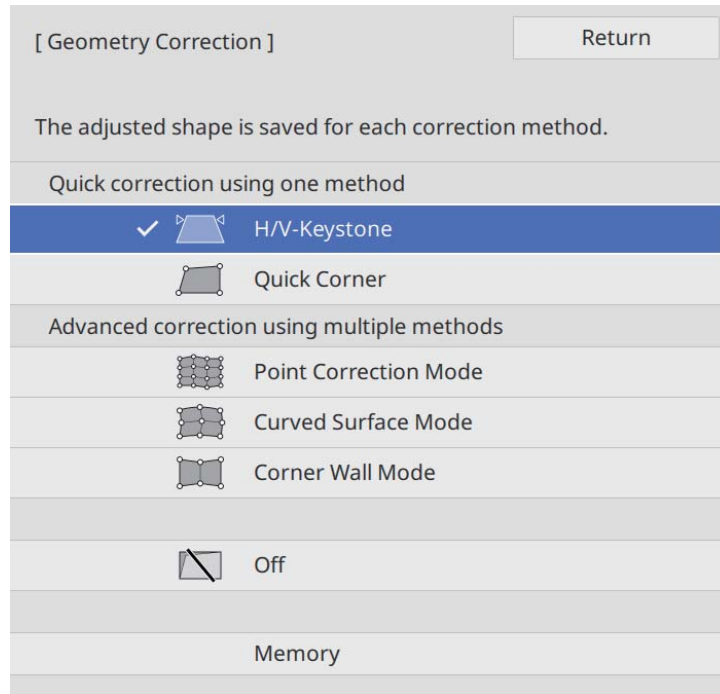 [ Geometry Correction ]
Return
The adjusted shape is saved for each correction method.
Quick correction using one method
H/V-Keystone
Quick Corner
Advanced correction using multiple methods
Point Correction Mode
Curved Surface Mode
Corner Wall Mode
Off
Memory